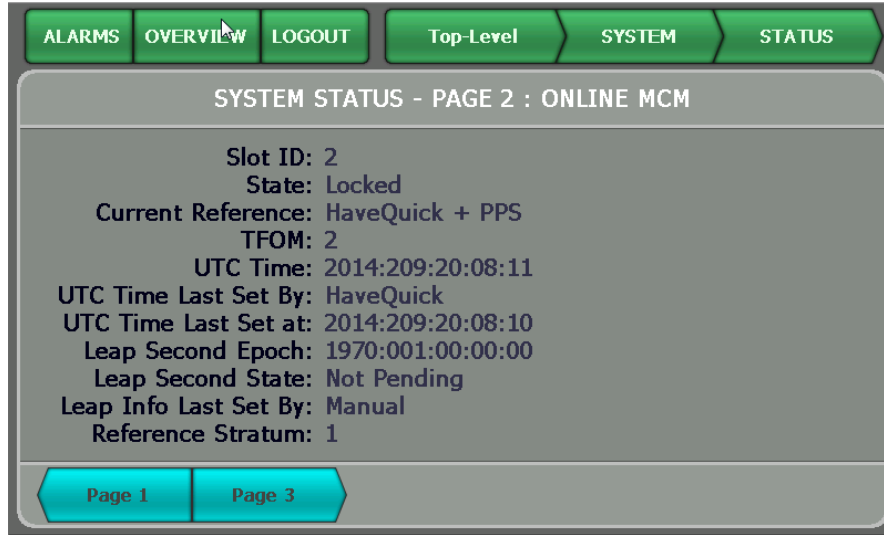 ALARMS OVERVIEW LOGOUT Top-Level SYSTEM STATUS
SYSTEM STATUS - PAGE 2 : ONLINE MCM
Slot ID: 2
State: Locked
Current Reference: HaveQuick + PPS
TFOM: 2
UTC Time: 2014:209:20:08:11
UTC Time Last Set By: HaveQuick
UTC Time Last Set at: 2014:209:20:08:10
Leap Second Epoch: 1970:001:00:00:00
Leap Second State: Not Pending
Leap Info Last Set By: Manual
Reference Stratum: 1
Page 1 Page 3